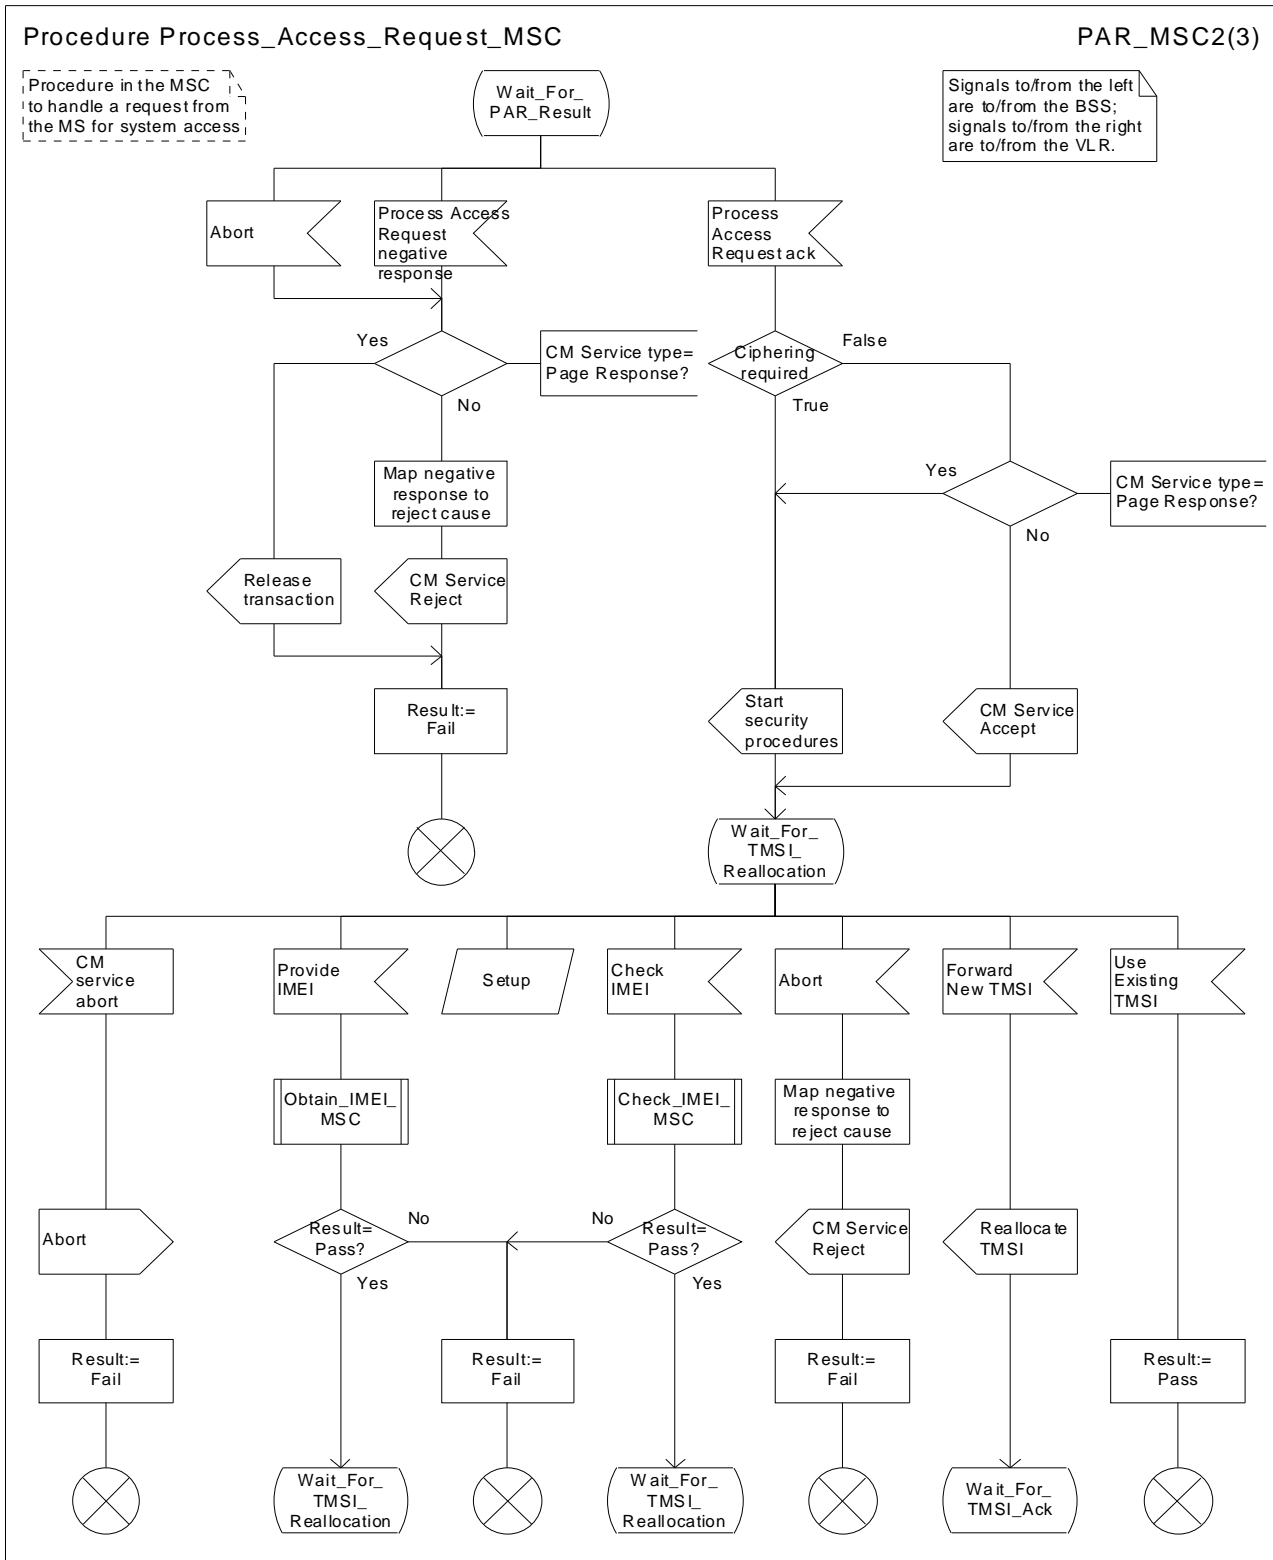 Procedure Process_Access_Request_MSC
PAR_MSC2(3)
Procedure in the MSC
to handle a request from
the MS for system access
Wait_For_
PAR_Result
Signals to/from the left
are to/from the BSS;
signals to/from the right
are to/from the VLR.
Abort
Process Access
Request
negative
response
Process
Access
Request ack
Yes
CM Service type=
Page Response?
No
Ciphering
required
False
True
Map negative
response to
reject cause
Yes
CM Service type=
Page Response?
No
Release
transaction
CM Service
Reject
Result:=
Fail
Start
security
procedures
CM Service
Accept
Wait_For_
TMSI_
Reallocation
CM
service
abort
Provide
IMEI
Setup
Check
IMEI
Abort
Forward
New TMSI
Use
Existing
TMSI
Obtain_IMEI_
MSC
Check_IMEI_
MSC
Map negative
response to
reject cause
Abort
Result=
Pass?
No
Yes
No
Result=
Pass?
Yes
CM Service
Reject
Reallocate
TMSI
Result:=
Fail
Result:=
Fail
Result:=
Fail
Result:=
Pass
Wait_For_
TMSI_
Reallocation
Wait_For_
TMSI_
Reallocation
Wait_For_
TMSI_Ack